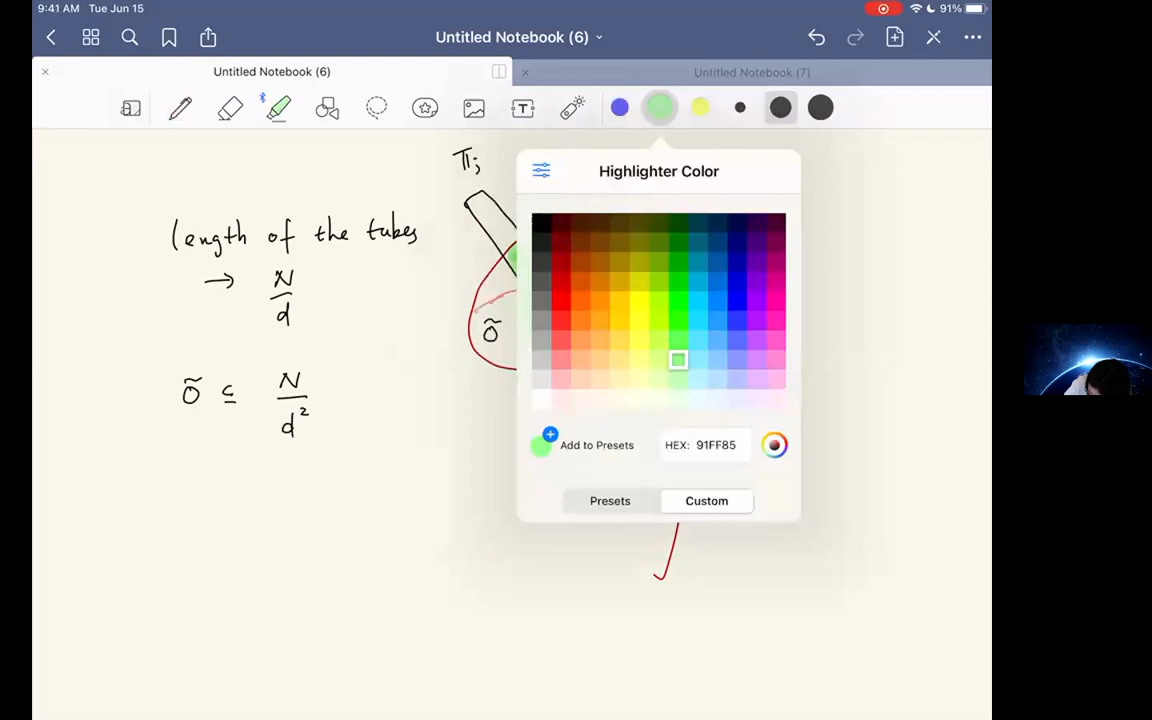 9:41 AM Tue Jun 15
91%
Untitled Notebook (6)
Untitled Notebook (6)
Untitled Notebook (7)
T
Πj
Highlighter Color
length of the tubes
→ N/d
Õ
Õ ⊆ N/d²
Add to Presets
HEX: 91FF85
Presets
Custom